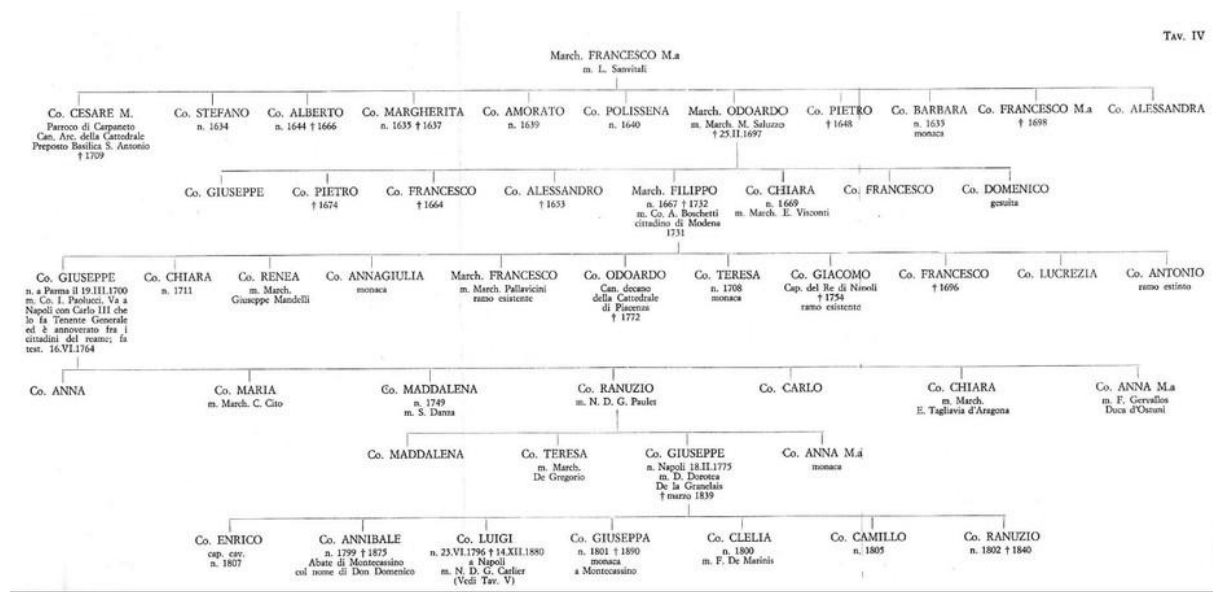 TAV. IV
March. FRANCESCO M.a
m. L. Sanvitali
Co. CESARE M.
Parroco di Carpaneto
Can. Arc. della Cattedrale
Preposto Basilica S. Antonio
† 1709
Co. STEFANO
n. 1634
Co. ALBERTO
n. 1644 † 1666
Co. MARGHERITA
n. 1635 † 1637
Co. AMORATO
n. 1639
Co. POLISSENA
n. 1640
March. ODOARDO
m. March. M. Saluzzo
† 25.II.1697
Co. PIETRO
† 1648
Co. BARBARA
n. 1633
monaca
Co. FRANCESCO M.a
† 1698
Co. ALESSANDRA
Co. GIUSEPPE
Co. PIETRO
† 1674
Co. FRANCESCO
† 1664
Co. ALESSANDRO
† 1653
March. FILIPPO
n. 1667 † 1732
m. Co. A. Boschetti
cittadino di Modena
1731
Co. CHIARA
n. 1669
m. March. E. Visconti
Co. FRANCESCO
Co. DOMENICO
gesuita
Co. GIUSEPPE
n. a Parma il 19.III.1700
m. Co. I. Paolucci. Va a
Napoli con Carlo III che
lo fa Tenente Generale
ed è annoverato fra i
cittadini del reame; fa
test. 16.VI.1764
Co. CHIARA
n. 1711
Co. RENEA
m. March.
Giuseppe Mandelli
Co. ANNAGIULIA
monaca
March. FRANCESCO
m. March. Pallavicini
ramo esistente
Co. ODOARDO
Can. decano
della Cattedrale
di Piacenza
† 1772
Co. TERESA
n. 1708
monaca
Co. GIACOMO
Cap. del Re di Napoli
† 1754
ramo esistente
Co. FRANCESCO
† 1696
Co. LUCREZIA
Co. ANTONIO
ramo estinto
Co. ANNA
Co. MARIA
m. March. C. Cito
Co. MADDALENA
n. 1749
m. S. Danza
Co. RANUZIO
m. N. D. G. Paulet
Co. CARLO
Co. CHIARA
m. March.
E. Tagliavia d'Aragona
Co. ANNA M.a
m. F. Gervallos
Duca d'Ostuni
Co. MADDALENA
Co. TERESA
m. March.
De Gregorio
Co. GIUSEPPE
n. Napoli 18.II.1775
m. D. Dorotea
De la Granelais
† marzo 1839
Co. ANNA M.a
monaca
Co. ENRICO
cap. cav.
n. 1807
Co. ANNIBALE
n. 1799 † 1875
Abate di Montecassino
col nome di Don Domenico
Co. LUIGI
n. 23.VI.1796 † 14.XII.1880
a Napoli
m. N. D. G. Carlier
(Vedi Tav. V)
Co. GIUSEPPA
n. 1801 † 1890
monaca
a Montecassino
Co. CLELIA
n. 1800
m. F. De Marinis
Co. CAMILLO
n. 1805
Co. RANUZIO
n. 1802 † 1840